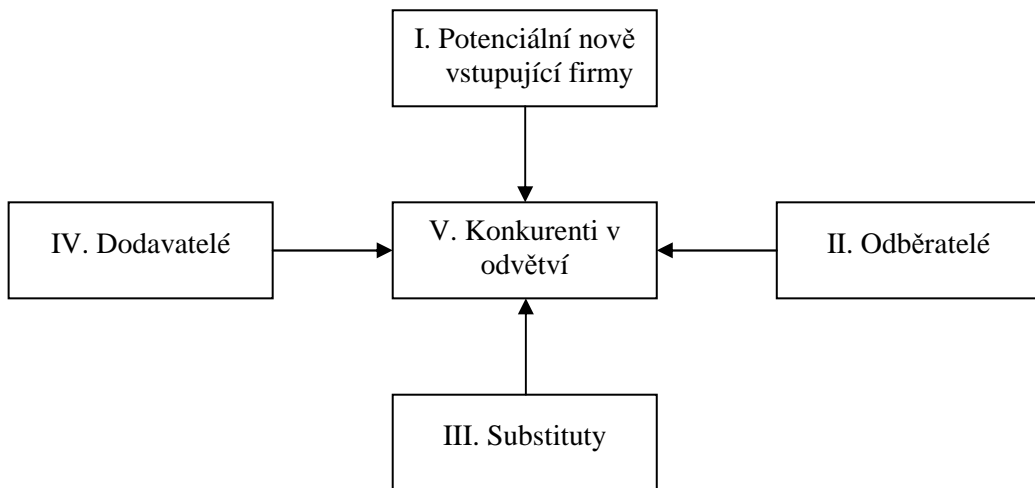 I. Potenciální nově
vstupující firmy
IV. Dodavatelé
V. Konkurenti v
odvětví
II. Odběratelé
III. Substituty